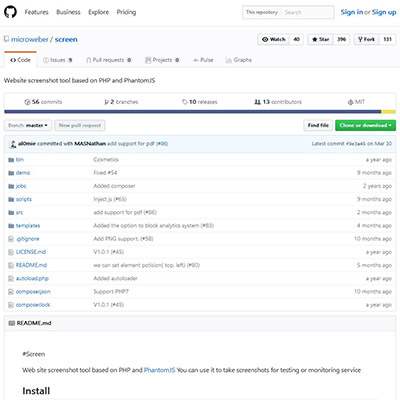 Features Business Explore Pricing This repository Search Sign in or Sign up
microweber / screen Watch 40 Star 396 Fork 131
Code Issues 9 Pull requests 0 Projects 0 Pulse Graphs
Website screenshot tool based on PHP and PhantomJS
56 commits 2 branches 10 releases 13 contributors MIT
Branch: master New pull request Find file Clone or download
committed with MASNathan add support for pdf (#86) Latest commit on Mar 30
bin Cosmetics a year ago
demo Fixed #54 9 months ago
jobs Added composer 2 years ago
scripts Inject js (#65) 9 months ago
src add support for pdf (#86) 2 months ago
templates Added the option to block analytics system (#83) 4 months ago
.gitignore Add PNG support. (#58) 10 months ago
LICENSE.md V1.0.1 (#45) a year ago
README.md we can set element potision( top, left) (#80) 5 months ago
autoload.php Added autoloader a year ago
composer.json Support PHP7 10 months ago
composer.lock V1.0.1 (#45) a year ago
README.md
#Screen
Web site screenshot tool based on PHP and PhantomJS You can use it to take screenshots for testing or monitoring service
Install